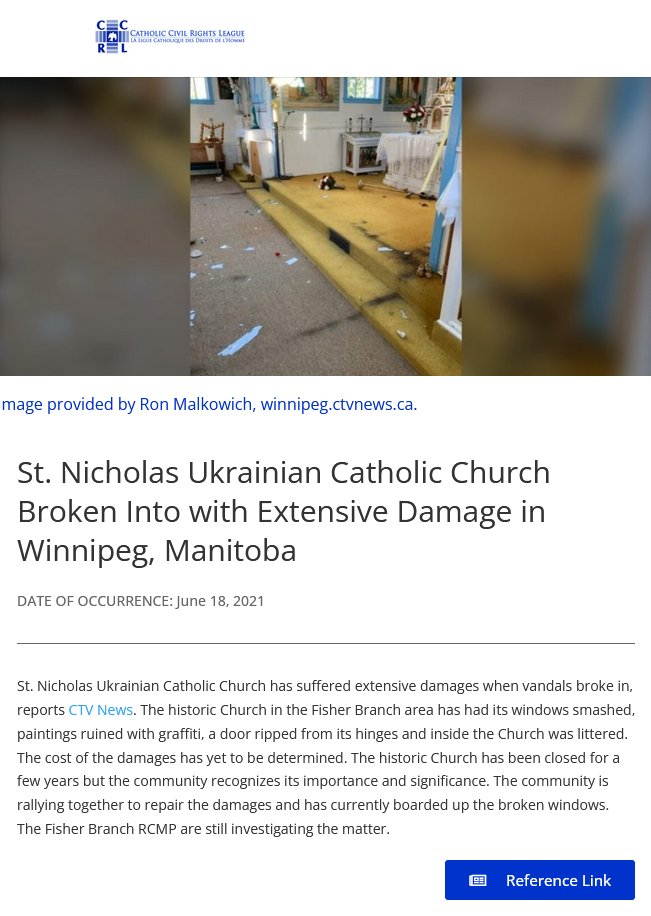 C C
R L
CATHOLIC CIVIL RIGHTS LEAGUE
LA LIGUE CATHOLIQUE DES DROITS DE L'HOMME
mage provided by Ron Malkowich, winnipeg.ctvnews.ca.
St. Nicholas Ukrainian Catholic Church
Broken Into with Extensive Damage in
Winnipeg, Manitoba
DATE OF OCCURRENCE: June 18, 2021
St. Nicholas Ukrainian Catholic Church has suffered extensive damages when vandals broke in,
reports CTV News. The historic Church in the Fisher Branch area has had its windows smashed,
paintings ruined with graffiti, a door ripped from its hinges and inside the Church was littered.
The cost of the damages has yet to be determined. The historic Church has been closed for a
few years but the community recognizes its importance and significance. The community is
rallying together to repair the damages and has currently boarded up the broken windows.
The Fisher Branch RCMP are still investigating the matter.
Reference Link